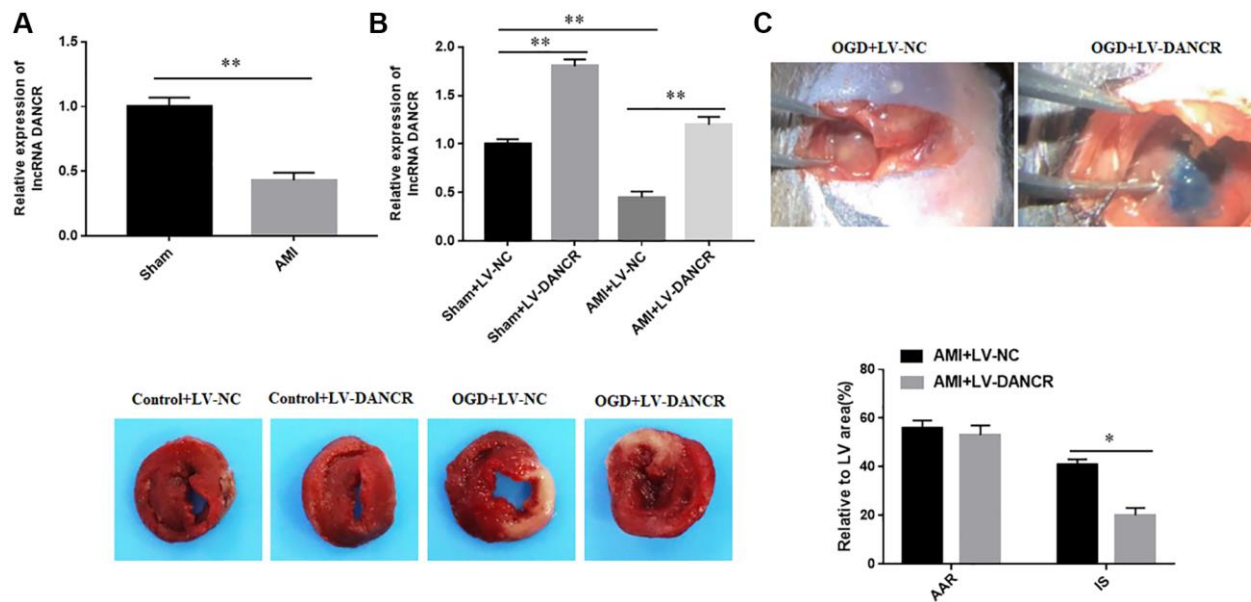 A
Relative expression of
lncRNA DANCR
1.5
1.0
0.5
0.0
**
Sham
AMI
B
Relative expression of
lncRNA DANCR
2.0
1.5
1.0
0.5
0.0
**
**
**
Sham+LV-NC
Sham+LV-DANCR
AMI+LV-NC
AMI+LV-DANCR
C
OGD+LV-NC
OGD+LV-DANCR
Control+LV-NC
Control+LV-DANCR
OGD+LV-NC
OGD+LV-DANCR
AMI+LV-NC
AMI+LV-DANCR
Relative to LV area(%)
80
60
40
20
0
*
AAR
IS